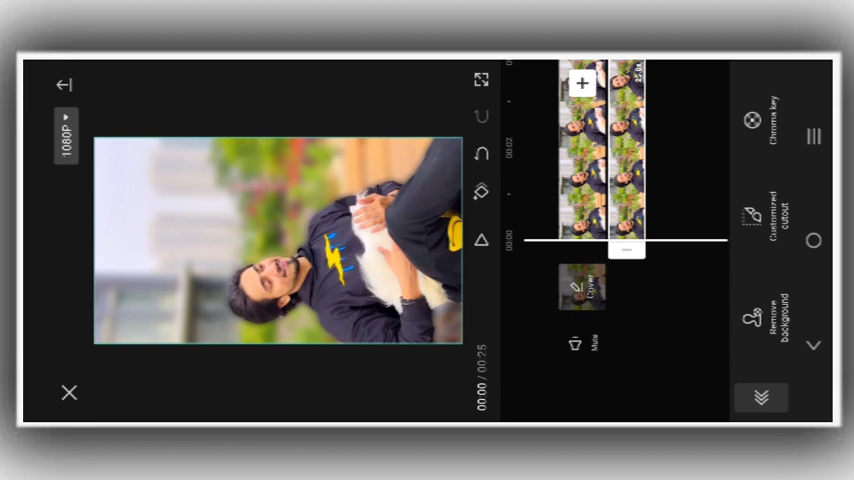 1080P
00:00 / 00:25
00:00
00:02
Cover
Mute
Remove
background
Customized
cutout
Chroma key